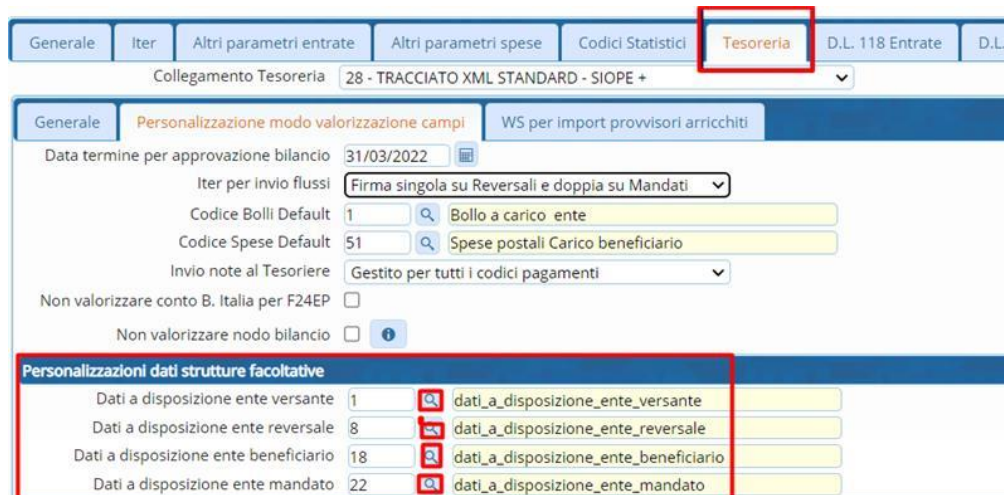 Generale Iter Altri parametri entrate Altri parametri spese Codici Statistici Tesoreria D.L. 118 Entrate D.L.
Collegamento Tesoreria 28 - TRACCIATO XML STANDARD - SIOPE +
Generale Personalizzazione modo valorizzazione campi WS per import provvisori arricchiti
Data termine per approvazione bilancio 31/03/2022
Iter per invio flussi Firma singola su Reversali e doppia su Mandati
Codice Bolli Default 1 Bollo a carico ente
Codice Spese Default 51 Spese postali Carico beneficiario
Invio note al Tesoriere Gestito per tutti i codici pagamenti
Non valorizzare conto B. Italia per F24EP
Non valorizzare nodo bilancio
Personalizzazioni dati strutture facoltative
Dati a disposizione ente versante 1 dati_a_disposizione_ente_versante
Dati a disposizione ente reversale 8 dati_a_disposizione_ente_reversale
Dati a disposizione ente beneficiario 18 dati_a_disposizione_ente_beneficiario
Dati a disposizione ente mandato 22 dati_a_disposizione_ente_mandato